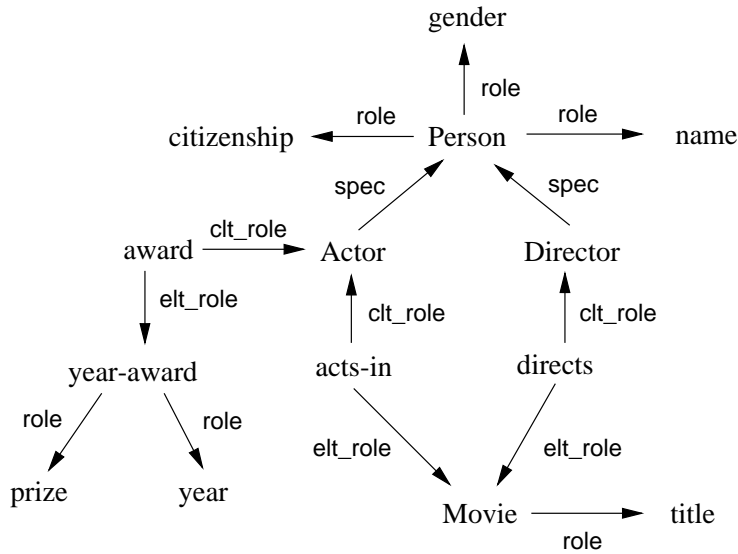 gender
role
role
role
citizenship
Person
name
spec
spec
clt_role
award
Actor
Director
elt_role
clt_role
clt_role
year-award
acts-in
directs
role
role
elt_role
elt_role
prize
year
Movie
title
role